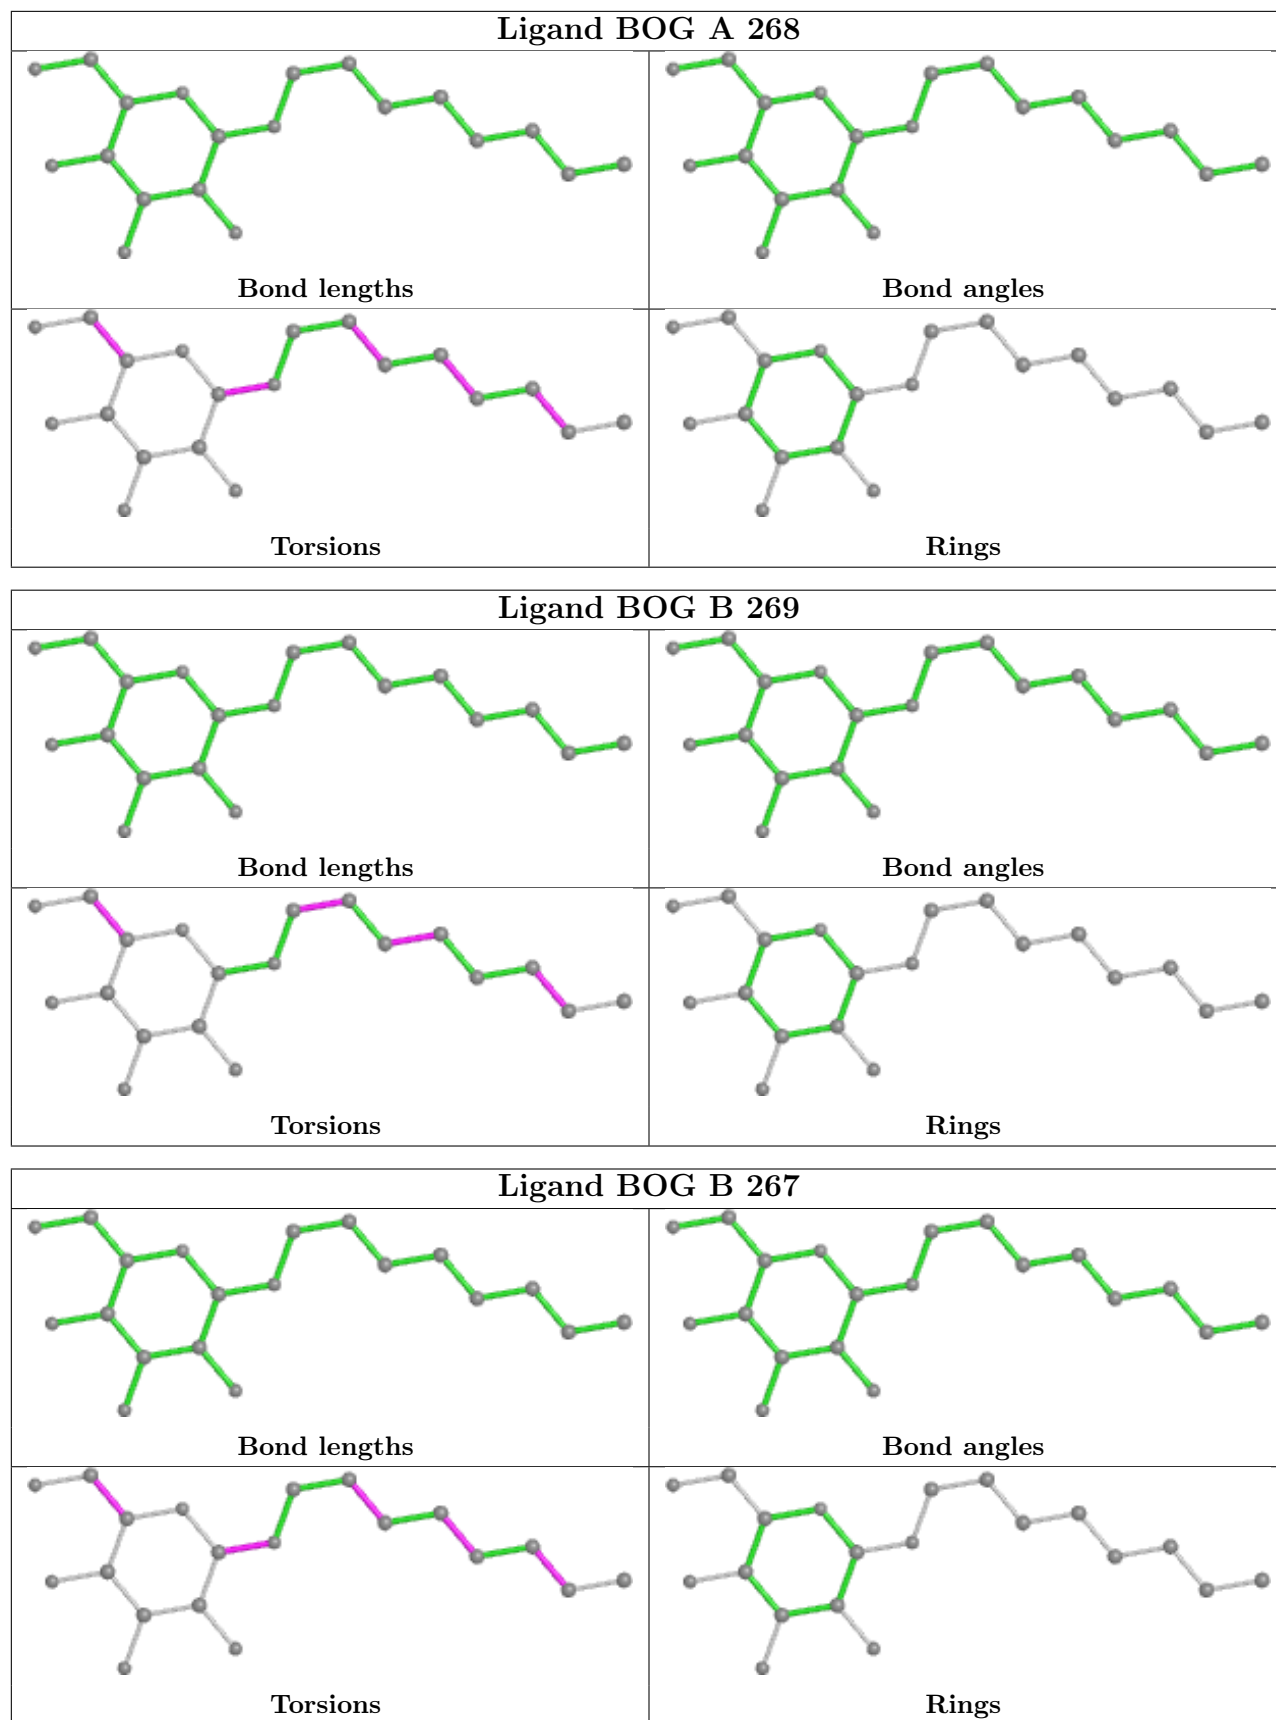 Ligand BOG A 268
Bond lengths
Bond angles
Torsions
Rings
Ligand BOG B 269
Bond lengths
Bond angles
Torsions
Rings
Ligand BOG B 267
Bond lengths
Bond angles
Torsions
Rings